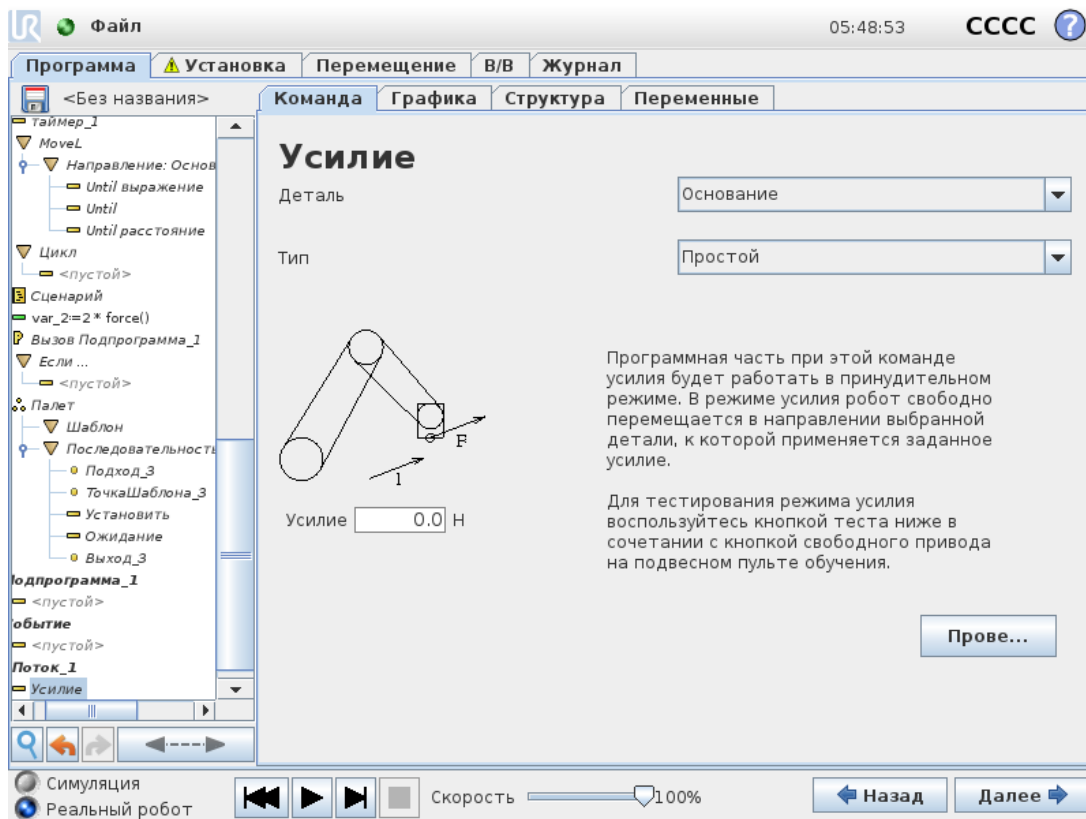 UR Файл 05:48:53 CCCC ?
Программа Установка Перемещение В/В Журнал
<Без названия> Команда Графика Структура Переменные
таймер_1
MoveL
Направление: Основ
Until выражение
Until
Until расстояние
Цикл
<пустой>
Сценарий
var_2:=2 * force()
Вызов Подпрограмма_1
Если ...
<пустой>
Палет
Шаблон
Последовательность
Подход_3
ТочкаШаблона_3
Установить
Ожидание
Выход_3
Подпрограмма_1
<пустой>
Событие
<пустой>
Поток_1
Усилие
Усилие
Деталь Основание
Тип Простой
F
1
Усилие 0.0 Н
Программная часть при этой команде
усилия будет работать в принудительном
режиме. В режиме усилия робот свободно
перемещается в направлении выбранной
детали, к которой применяется заданное
усилие.
Для тестирования режима усилия
воспользуйтесь кнопкой теста ниже в
сочетании с кнопкой свободного привода
на подвесном пульте обучения.
Прове...
Симуляция
Реальный робот
Скорость 100%
Назад Далее